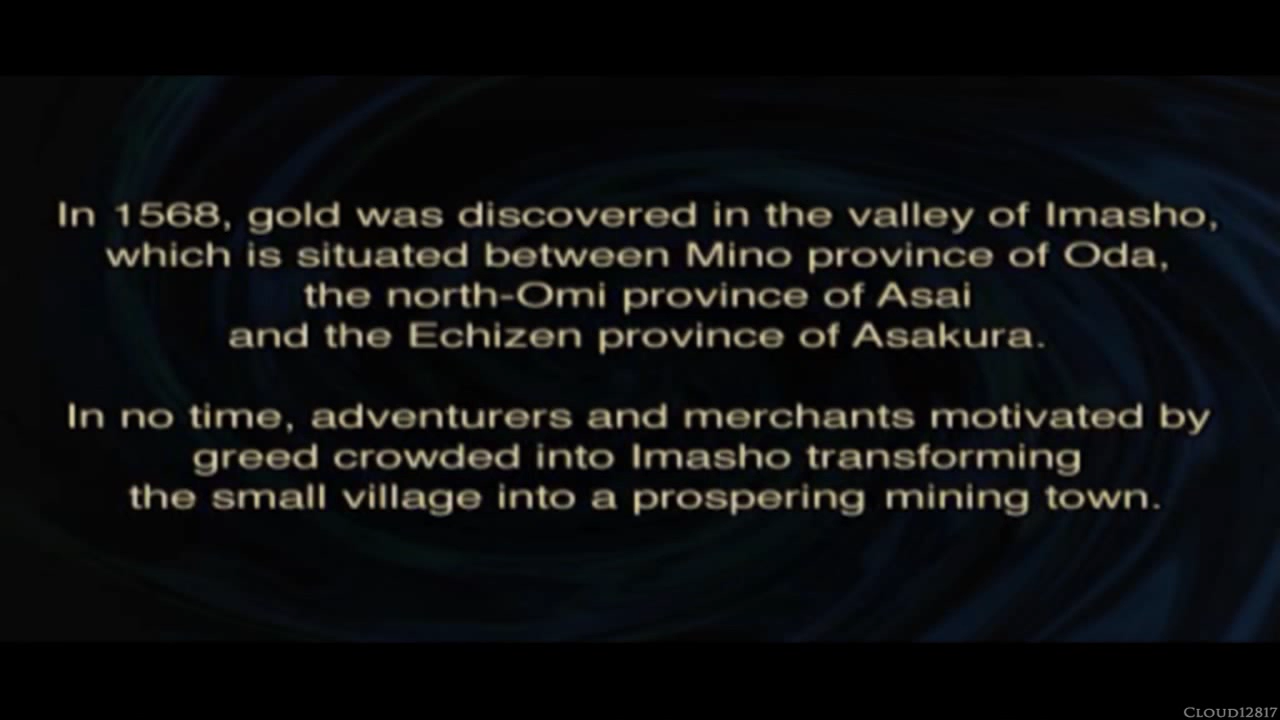 In 1568, gold was discovered in the valley of Imasho,
which is situated between Mino province of Oda,
the north-Omi province of Asai
and the Echizen province of Asakura.
In no time, adventurers and merchants motivated by
greed crowded into Imasho transforming
the small village into a prospering mining town.
Cloud12817